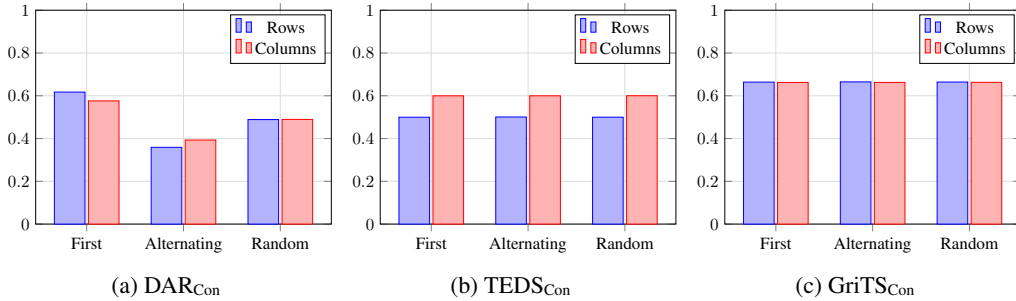 1
0.8
0.6
0.4
0.2
0
Rows
Columns
First Alternating Random
(a) DARCon
1
0.8
0.6
0.4
0.2
0
Rows
Columns
First Alternating Random
(b) TEDSCon
1
0.8
0.6
0.4
0.2
0
Rows
Columns
First Alternating Random
(c) GriTSCon